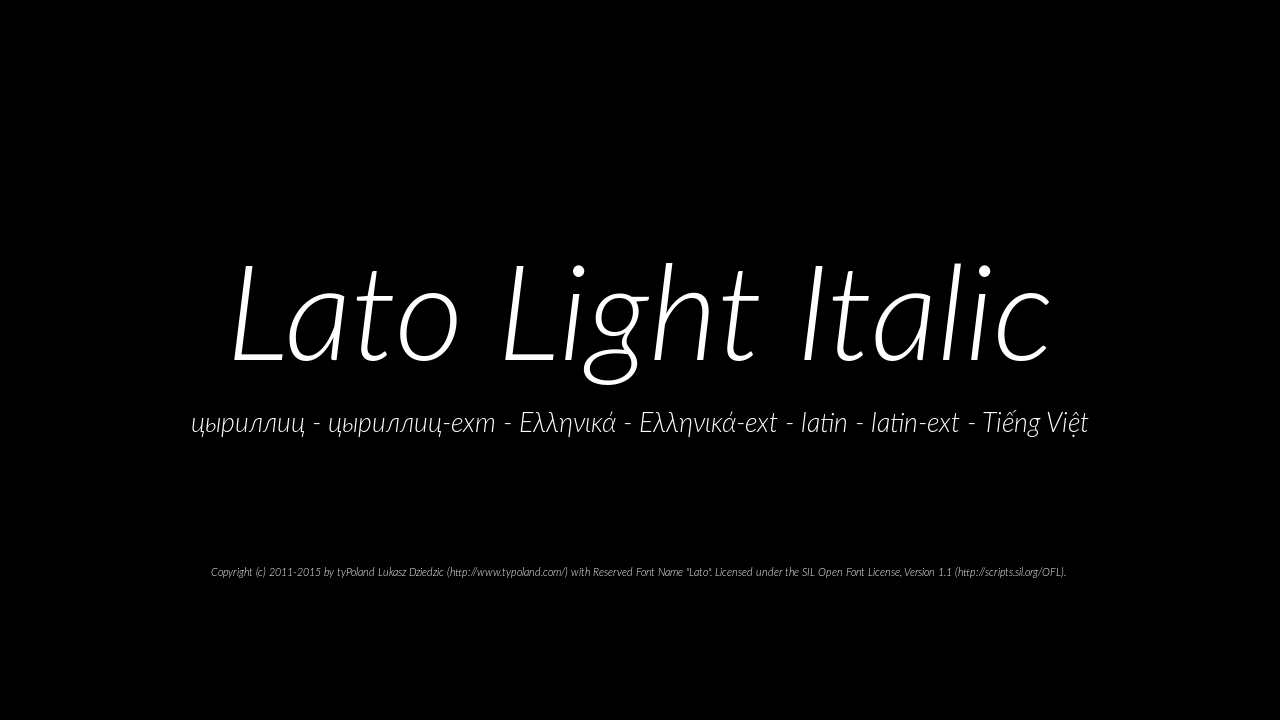 Lato Light Italic
цыриллиц - цыриллиц-ext - Ελληνικά - Ελληνικά-ext - latin - latin-ext - Tiếng Việt
Copyright (c) 2011-2015 by tyPoland Lukasz Dziedzic (http://www.typoland.com/) with Reserved Font Name "Lato". Licensed under the SIL Open Font License, Version 1.1 (http://scripts.sil.org/OFL).